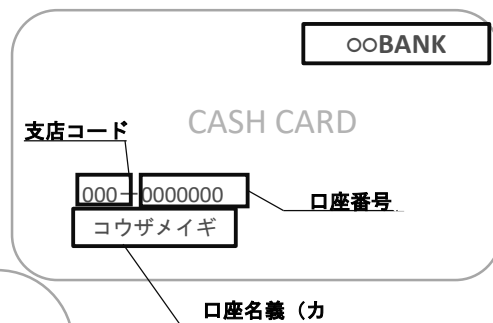 ○○BANK
CASH CARD
支店コード
000－0000000
口座番号
コウザメイギ
口座名義（カ